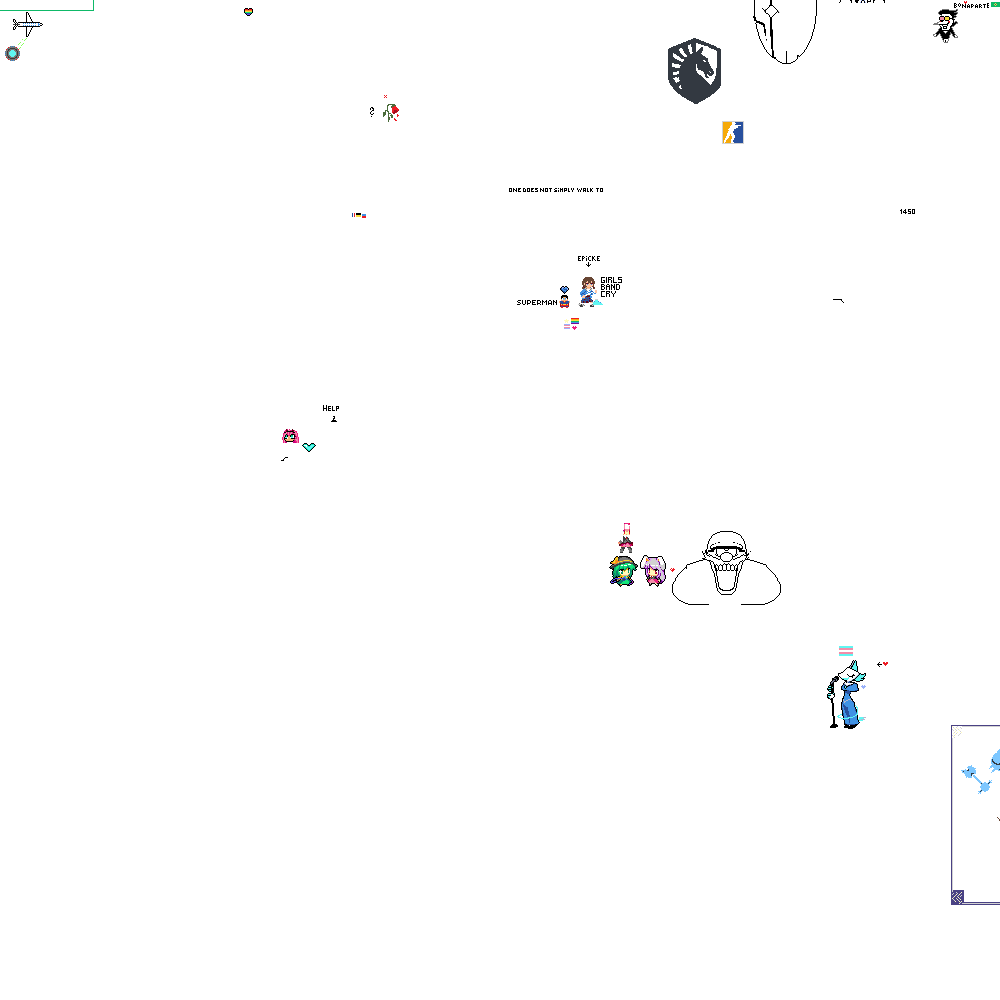 BONAPARTE
?
ONE DOES NOT SIMPLY WALK TO
1450
EPICKE
GIRLS
BAND
CRY
SUPERMAN
HELP